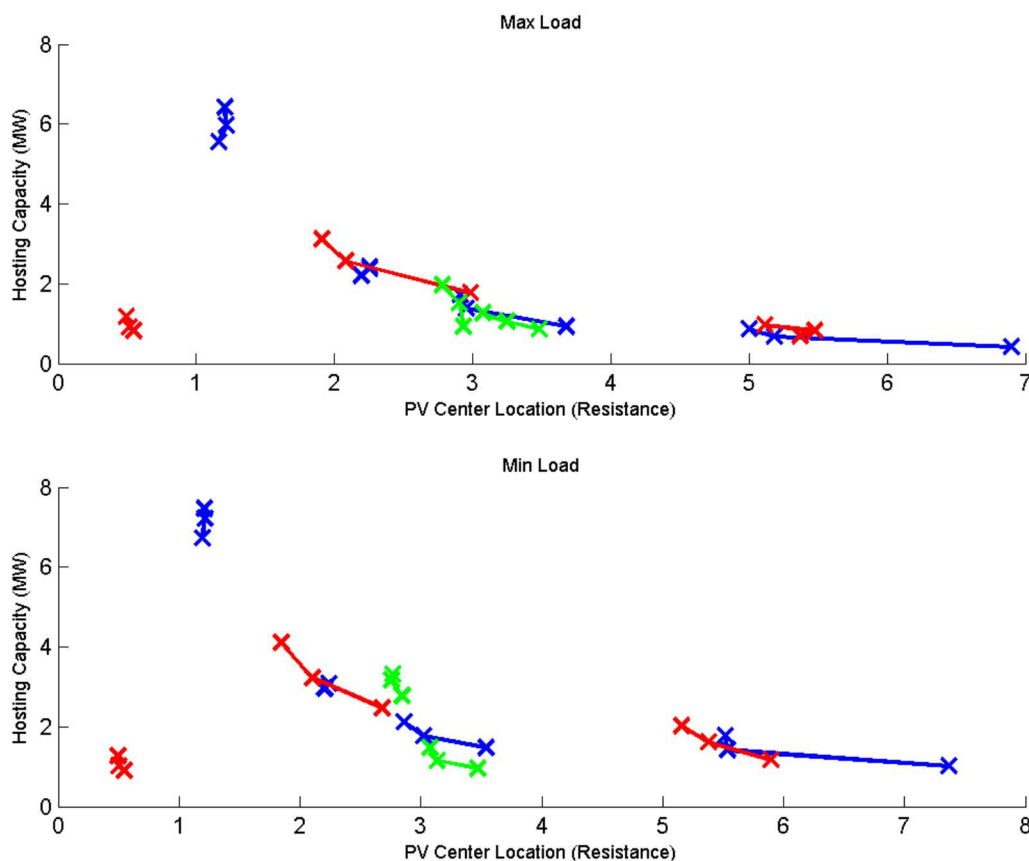 Max Load
8
6
4
2
0
Hosting Capacity (MW)
0 1 2 3 4 5 6 7
PV Center Location (Resistance)
Min Load
8
6
4
2
0
Hosting Capacity (MW)
0 1 2 3 4 5 6 7 8
PV Center Location (Resistance)